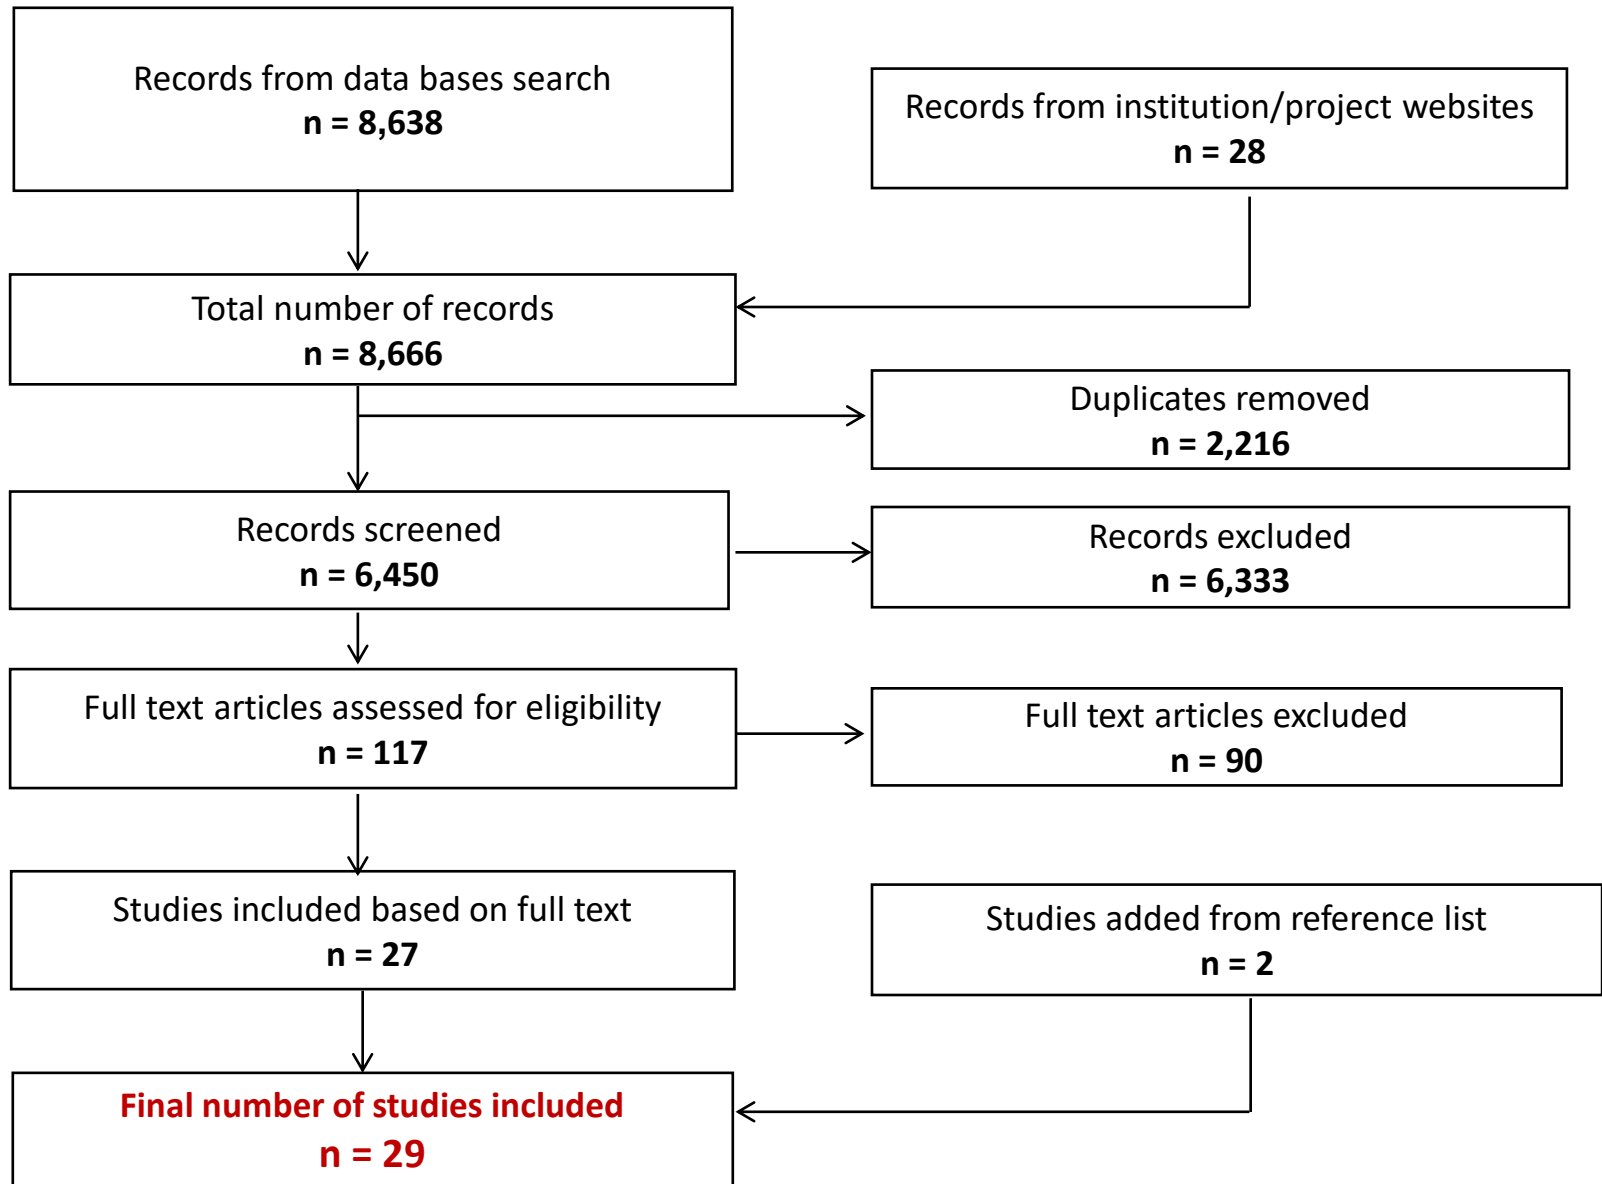 Records from data bases search
n = 8,638
Records from institution/project websites
n = 28
Total number of records
n = 8,666
Duplicates removed
n = 2,216
Records screened
n = 6,450
Records excluded
n = 6,333
Full text articles assessed for eligibility
n = 117
Full text articles excluded
n = 90
Studies included based on full text
n = 27
Studies added from reference list
n = 2
Final number of studies included
n = 29